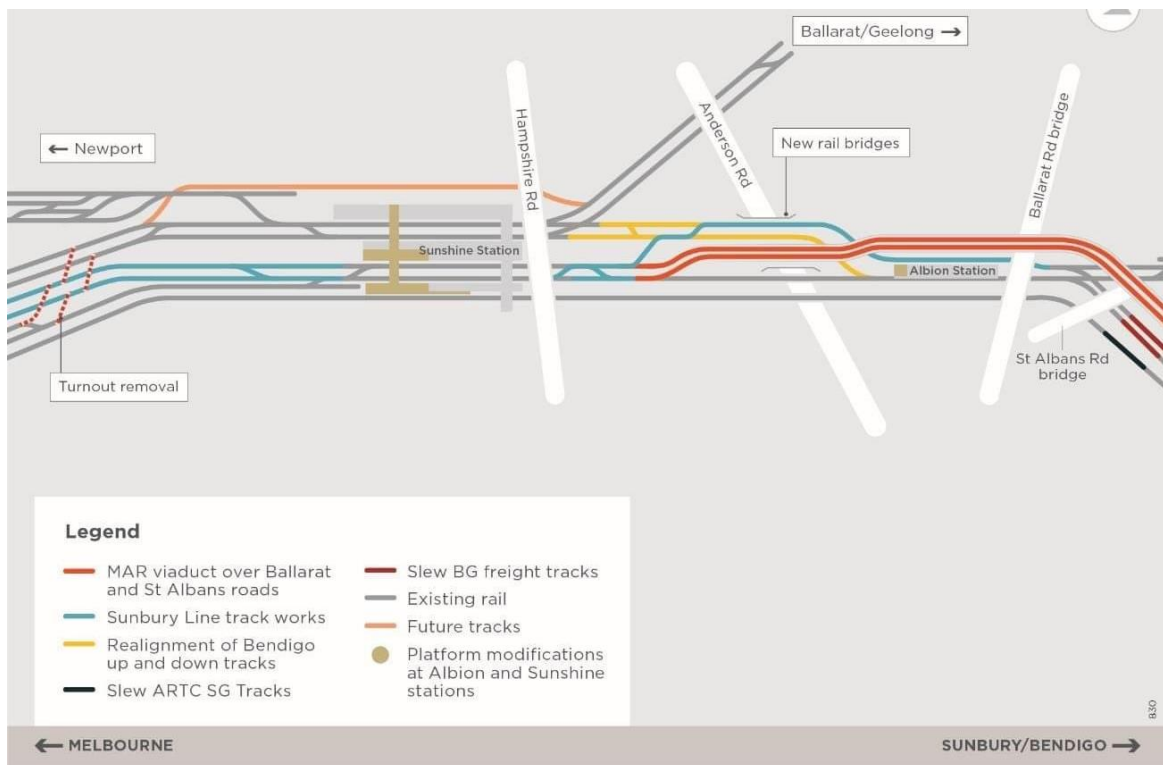 Ballarat/Geelong →
← Newport
Hampshire Rd
Anderson Rd
New rail bridges
Ballarat Rd bridge
Sunshine Station
Albion Station
Turnout removal
St Albans Rd
bridge
Legend
MAR viaduct over Ballarat
and St Albans roads
Sunbury Line track works
Realignment of Bendigo
up and down tracks
Slew ARTC SG Tracks
Slew BG freight tracks
Existing rail
Future tracks
Platform modifications
at Albion and Sunshine
stations
830
← MELBOURNE
SUNBURY/BENDIGO →